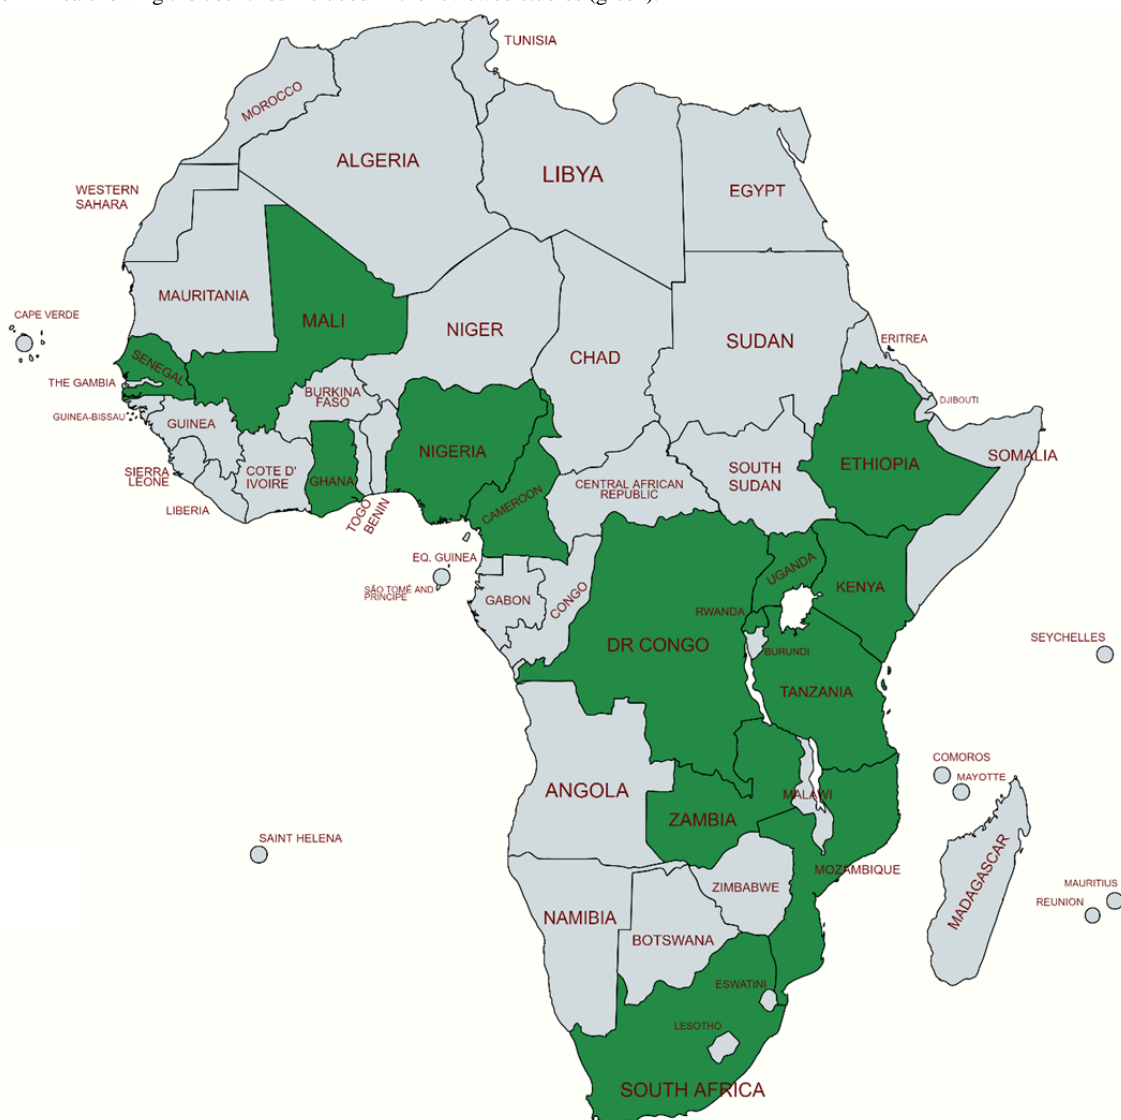 TUNISIA
MOROCCO
ALGERIA
LIBYA
EGYPT
WESTERN
SAHARA
MAURITANIA
MALI
NIGER
CHAD
SUDAN
ERITREA
CAPE VERDE
SENEGAL
THE GAMBIA
BURKINA
FASO
DJIBOUTI
GUINEA-BISSAU
GUINEA
NIGERIA
ETHIOPIA
SOMALIA
SIERRA
LEONE
COTE D'
IVOIRE
GHANA
SOUTH
SUDAN
CENTRAL AFRICAN
REPUBLIC
CAMEROON
LIBERIA
TOGO
BENIN
EQ. GUINEA
UGANDA
KENYA
SÃO TOMÉ AND
PRINCIPE
GABON
CONGO
RWANDA
DR CONGO
BURUNDI
SEYCHELLES
TANZANIA
COMOROS
MAYOTTE
ANGOLA
MALAWI
ZAMBIA
SAINT HELENA
MOZAMBIQUE
MADAGASCAR
ZIMBABWE
MAURITIUS
REUNION
NAMIBIA
BOTSWANA
ESWATINI
LESOTHO
SOUTH AFRICA